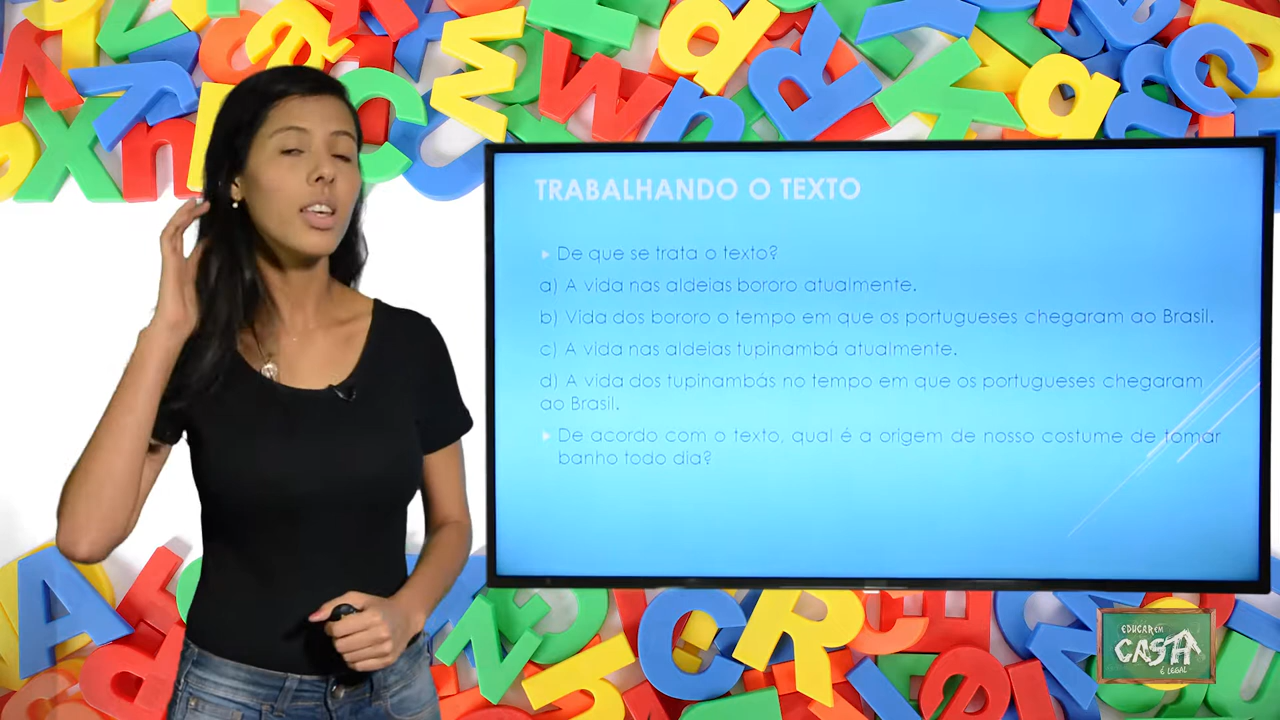 TRABALHANDO O TEXTO
De que se trata o texto?
a) A vida nas aldeias bororo atualmente.
b) Vida dos bororo o tempo em que os portugueses chegaram ao Brasil.
c) A vida nas aldeias tupinambá atualmente.
d) A vida dos tupinambás no tempo em que os portugueses chegaram
ao Brasil.
De acordo com o texto, qual é a origem de nosso costume de tomar
banho todo dia?
EDUCAR EM
CASA
É LEGAL